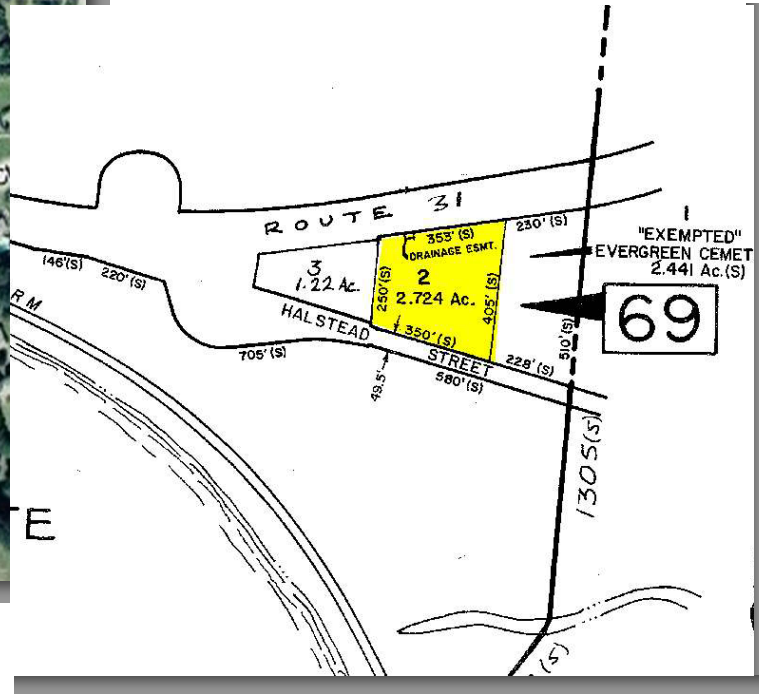 ROUTE 31
230' (S)
353' (S)
DRAINAGE ESMT.
1
"EXEMPTED"
EVERGREEN CEMET
2.441 Ac.(S)
3
1.22 Ac.
2
2.724 Ac.
250'(S)
405' (S)
69
146'(S)
220'(S)
RM
HALSTEAD STREET
350'(S)
228' (S)
510'(S)
705' (S)
49.5'
580'(S)
1305(S)
TE
(S)